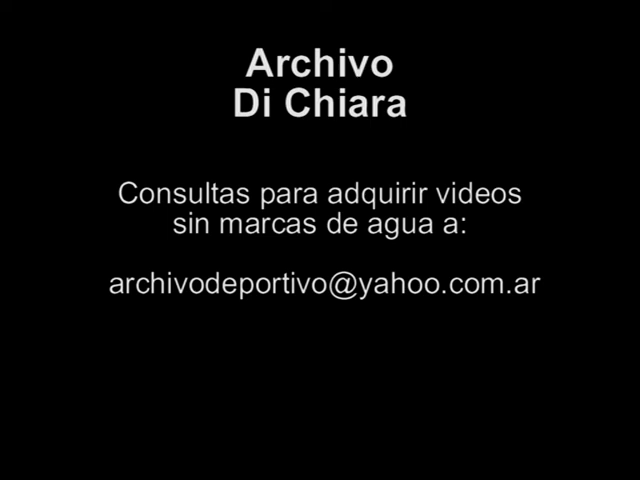 Archivo
Di Chiara
Consultas para adquirir videos
sin marcas de agua a:
archivodeportivo@yahoo.com.ar